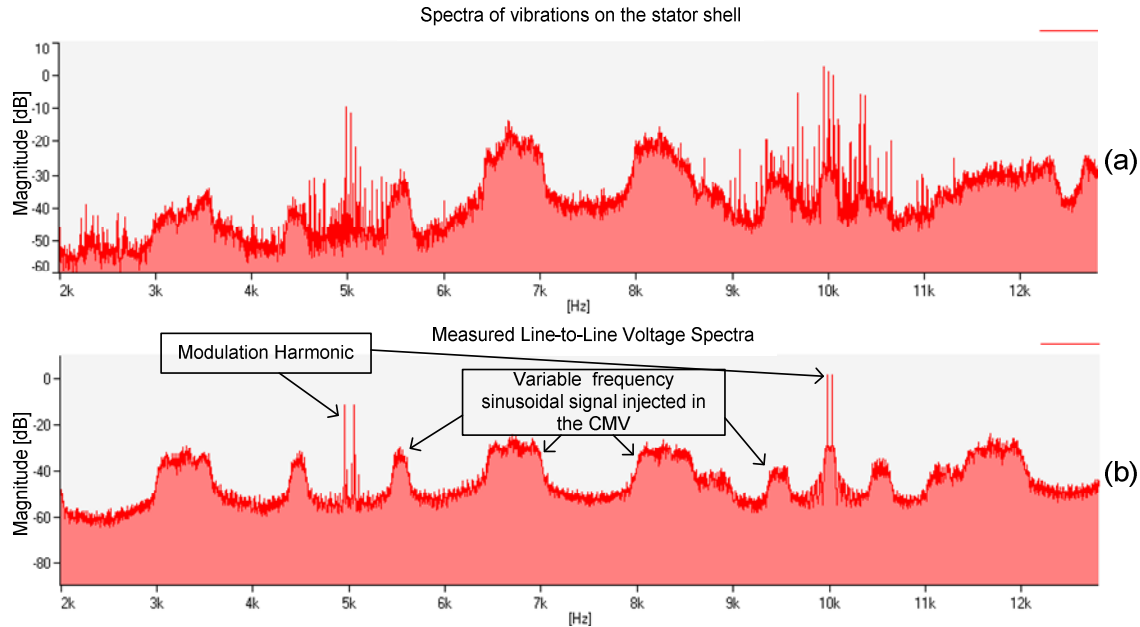 Spectra of vibrations on the stator shell
Magnitude [dB]
10
0
-10
-20
-30
-40
-50
-60
2k 3k 4k 5k 6k 7k 8k 9k 10k 11k 12k
[Hz]
(a)
Measured Line-to-Line Voltage Spectra
Modulation Harmonic
Variable frequency
sinusoidal signal injected in
the CMV
Magnitude [dB]
0
-20
-40
-60
-80
2k 3k 4k 5k 6k 7k 8k 9k 10k 11k 12k
[Hz]
(b)